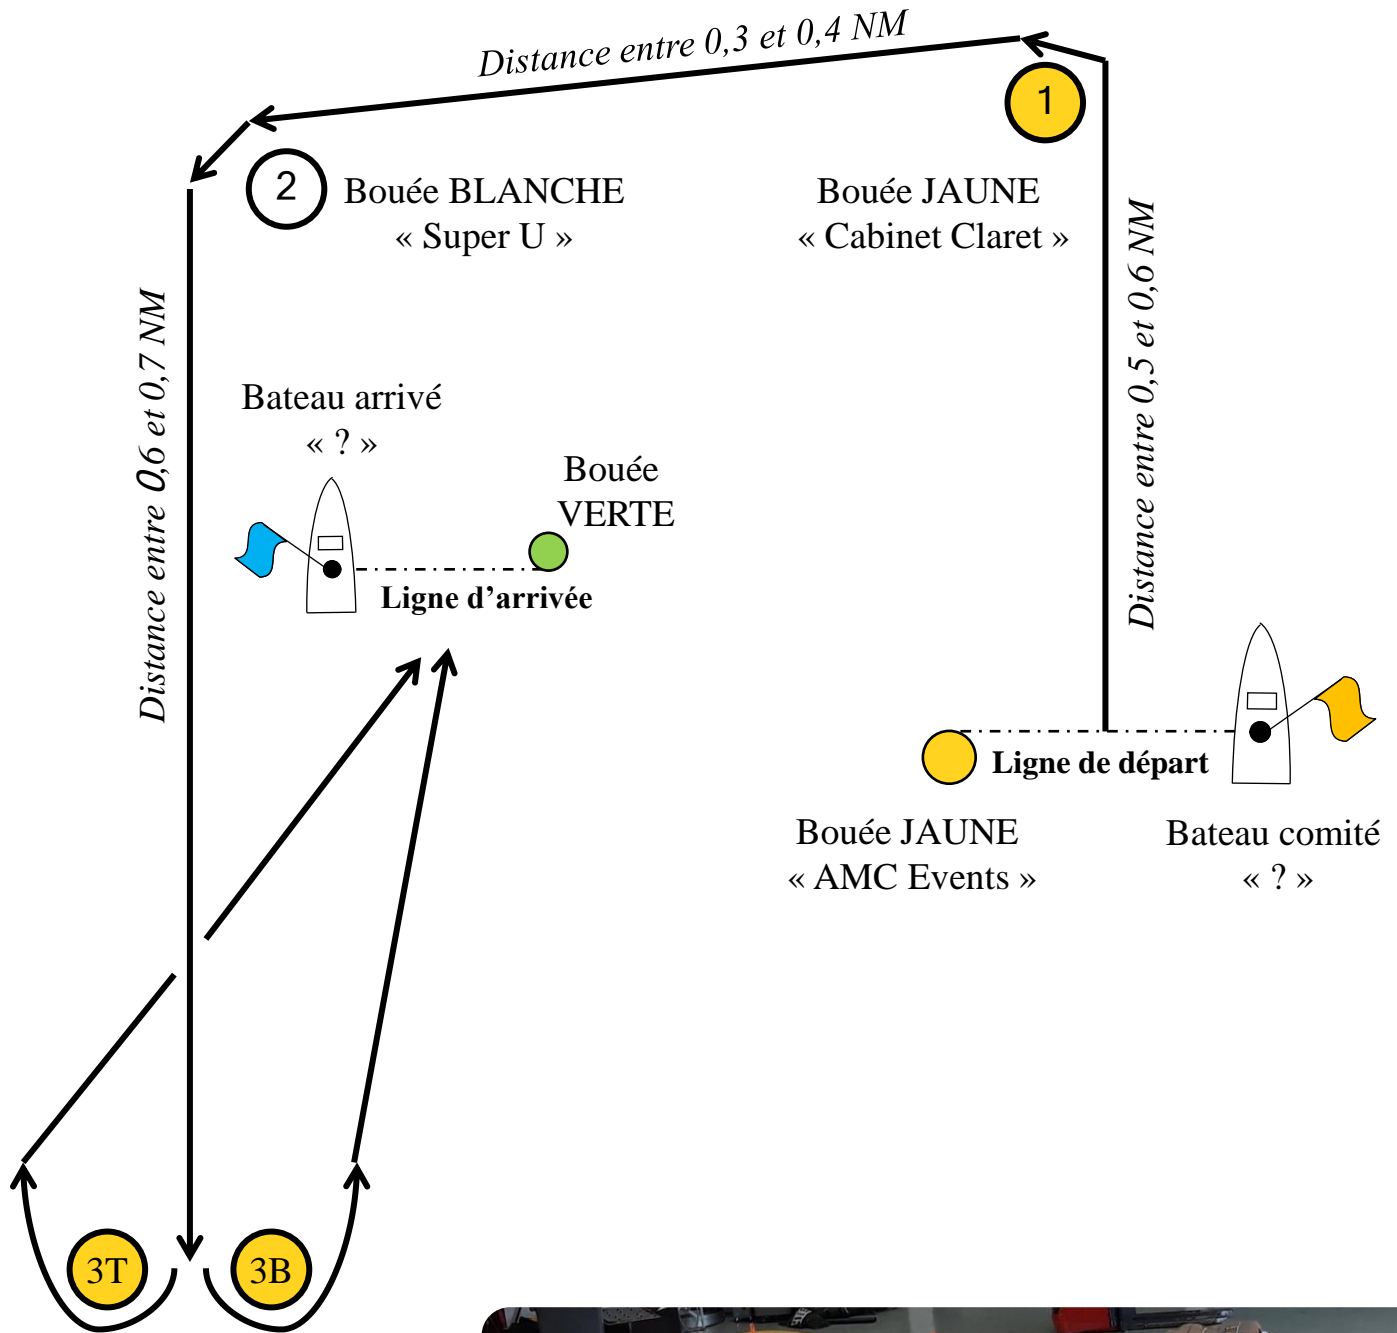 Distance entre 0,3 et 0,4 NM
1
2
Bouée BLANCHE
« Super U »
Bouée JAUNE
« Cabinet Claret »
Distance entre 0,6 et 0,7 NM
Distance entre 0,5 et 0,6 NM
Bateau arrivé
« ? »
Bouée
VERTE
Ligne d’arrivée
Ligne de départ
Bouée JAUNE
« AMC Events »
Bateau comité
« ? »
3T
3B